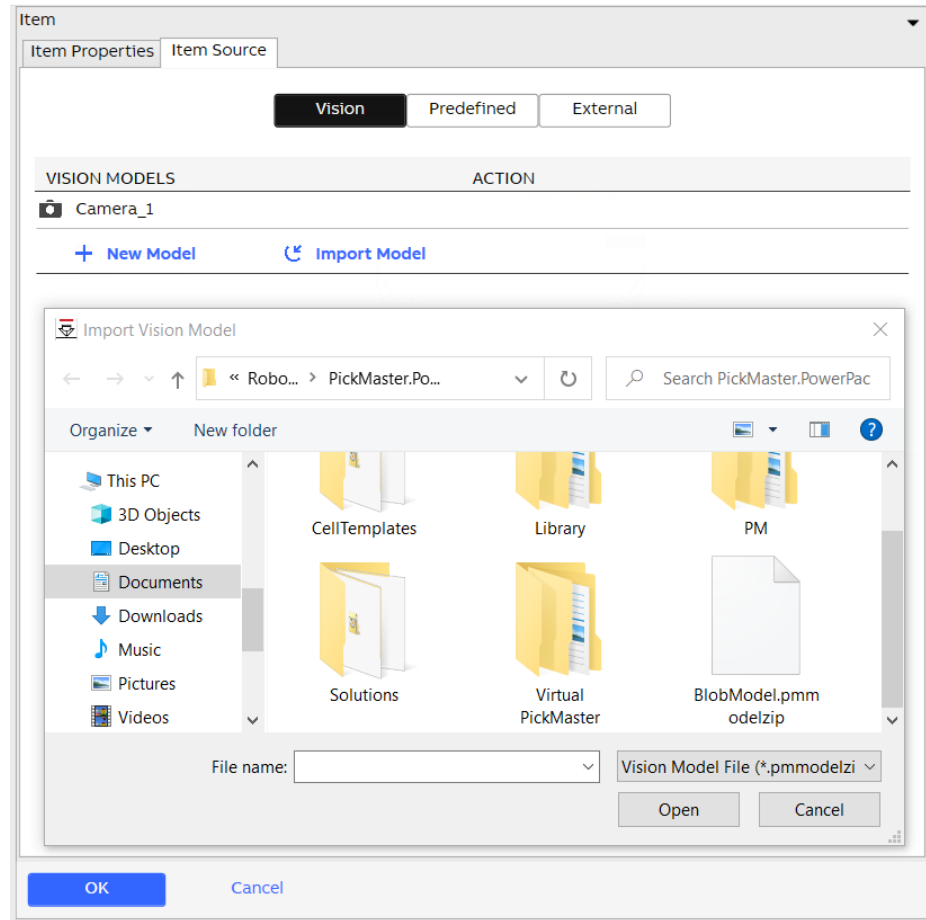 Item
Item Properties Item Source
Vision Predefined External
VISION MODELS ACTION
Camera_1
New Model Import Model
Import Vision Model
« Robo... > PickMaster.Po... Search PickMaster.PowerPac
Organize New folder
This PC
3D Objects
Desktop
Documents
Downloads
Music
Pictures
Videos
CellTemplates Library PM
Solutions Virtual PickMaster BlobModel.pmm
odelzip
File name: Vision Model File (*.pmmodelzi
Open Cancel
OK Cancel